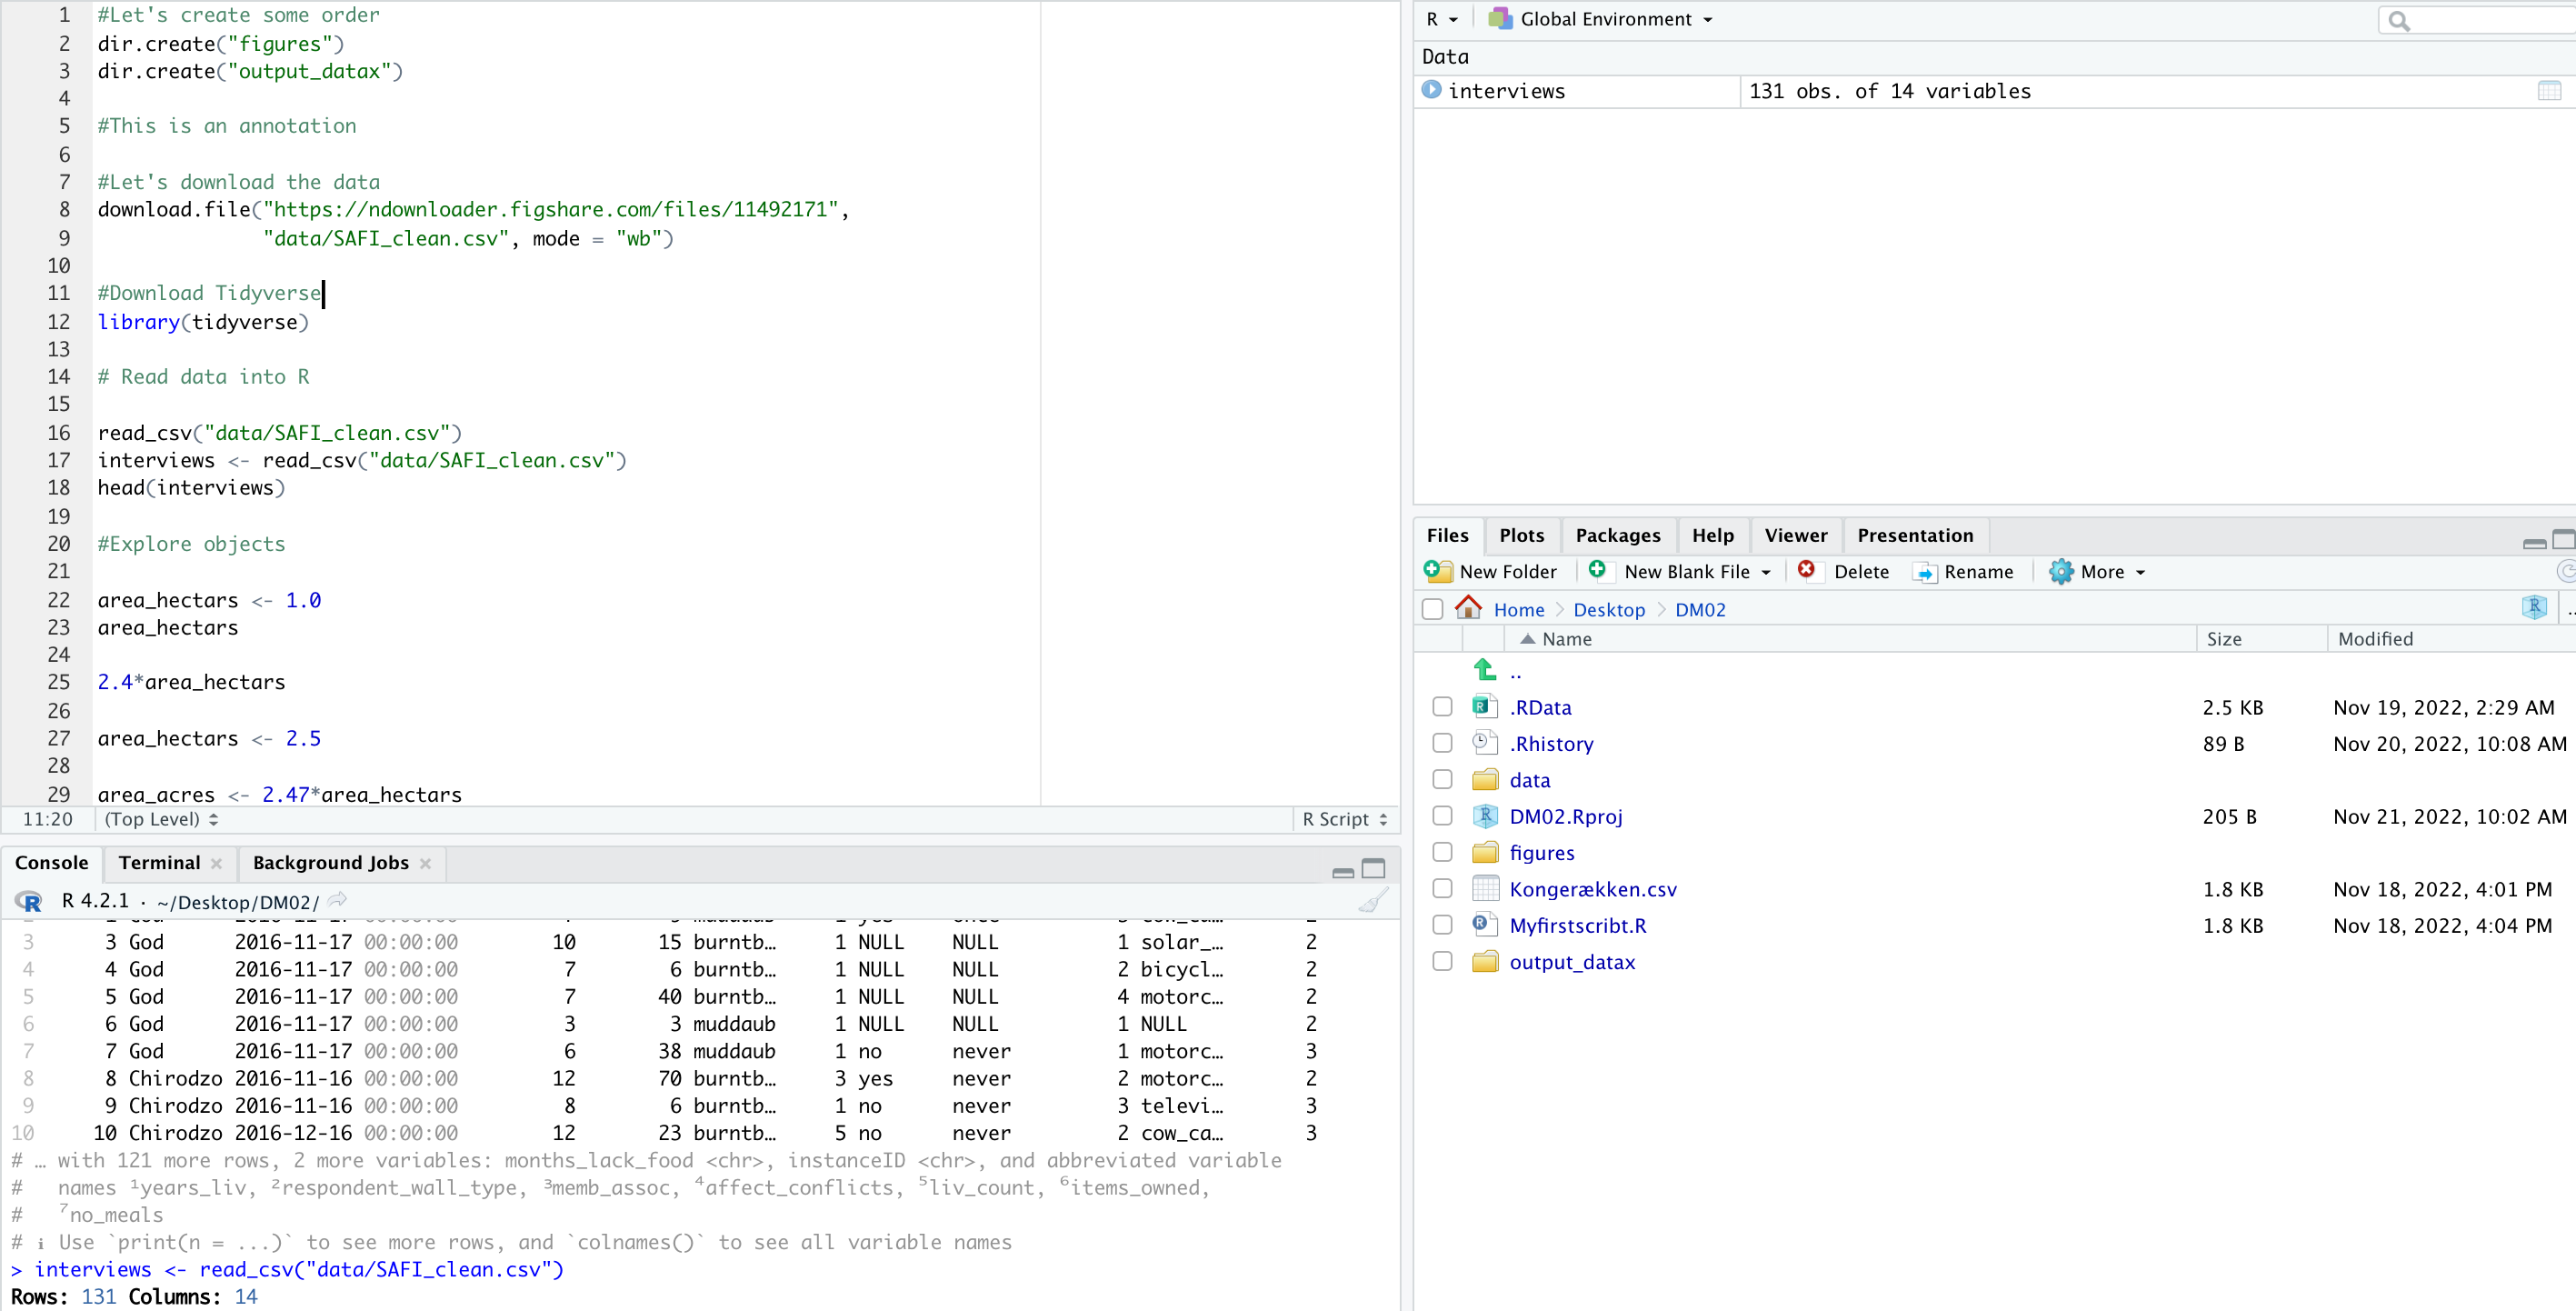 1 #Let's create some order
2 dir.create("figures")
3 dir.create("output_datax")
4
5 #This is an annotation
6
7 #Let's download the data
8 download.file("https://ndownloader.figshare.com/files/11492171",
9 "data/SAFI_clean.csv", mode = "wb")
10
11 #Download Tidyverse
12 library(tidyverse)
13
14 # Read data into R
15
16 read_csv("data/SAFI_clean.csv")
17 interviews <- read_csv("data/SAFI_clean.csv")
18 head(interviews)
19
20 #Explore objects
21
22 area_hectars <- 1.0
23 area_hectars
24
25 2.4*area_hectars
26
27 area_hectars <- 2.5
28
29 area_acres <- 2.47*area_hectars
11:20 (Top Level) R Script
Console Terminal Background Jobs
R 4.2.1 · ~/Desktop/DM02/
3 3 God 2016-11-17 00:00:00 10 15 burntb… 1 NULL NULL 1 solar_… 2
4 4 God 2016-11-17 00:00:00 7 6 burntb… 1 NULL NULL 2 bicycl… 2
5 5 God 2016-11-17 00:00:00 7 40 burntb… 1 NULL NULL 4 motorc… 2
6 6 God 2016-11-17 00:00:00 3 3 muddaub 1 NULL NULL 1 NULL 2
7 7 God 2016-11-17 00:00:00 6 38 muddaub 1 no never 1 motorc… 3
8 8 Chirodzo 2016-11-16 00:00:00 12 70 burntb… 3 yes never 2 motorc… 2
9 9 Chirodzo 2016-11-16 00:00:00 8 6 burntb… 1 no never 3 televi… 3
10 10 Chirodzo 2016-12-16 00:00:00 12 23 burntb… 5 no never 2 cow_ca… 3
# … with 121 more rows, 2 more variables: months_lack_food <chr>, instanceID <chr>, and abbreviated variable
# names ¹years_liv, ²respondent_wall_type, ³memb_assoc, ⁴affect_conflicts, ⁵liv_count, ⁶items_owned,
# ⁷no_meals
# ℹ Use `print(n = ...)` to see more rows, and `colnames()` to see all variable names
> interviews <- read_csv("data/SAFI_clean.csv")
Rows: 131 Columns: 14
R Global Environment
Data
interviews 131 obs. of 14 variables
Files Plots Packages Help Viewer Presentation
New Folder New Blank File Delete Rename More
Home Desktop DM02
Name Size Modified
..
.RData 2.5 KB Nov 19, 2022, 2:29 AM
.Rhistory 89 B Nov 20, 2022, 10:08 AM
data
DM02.Rproj 205 B Nov 21, 2022, 10:02 AM
figures
Kongerækken.csv 1.8 KB Nov 18, 2022, 4:01 PM
Myfirstscribt.R 1.8 KB Nov 18, 2022, 4:04 PM
output_datax